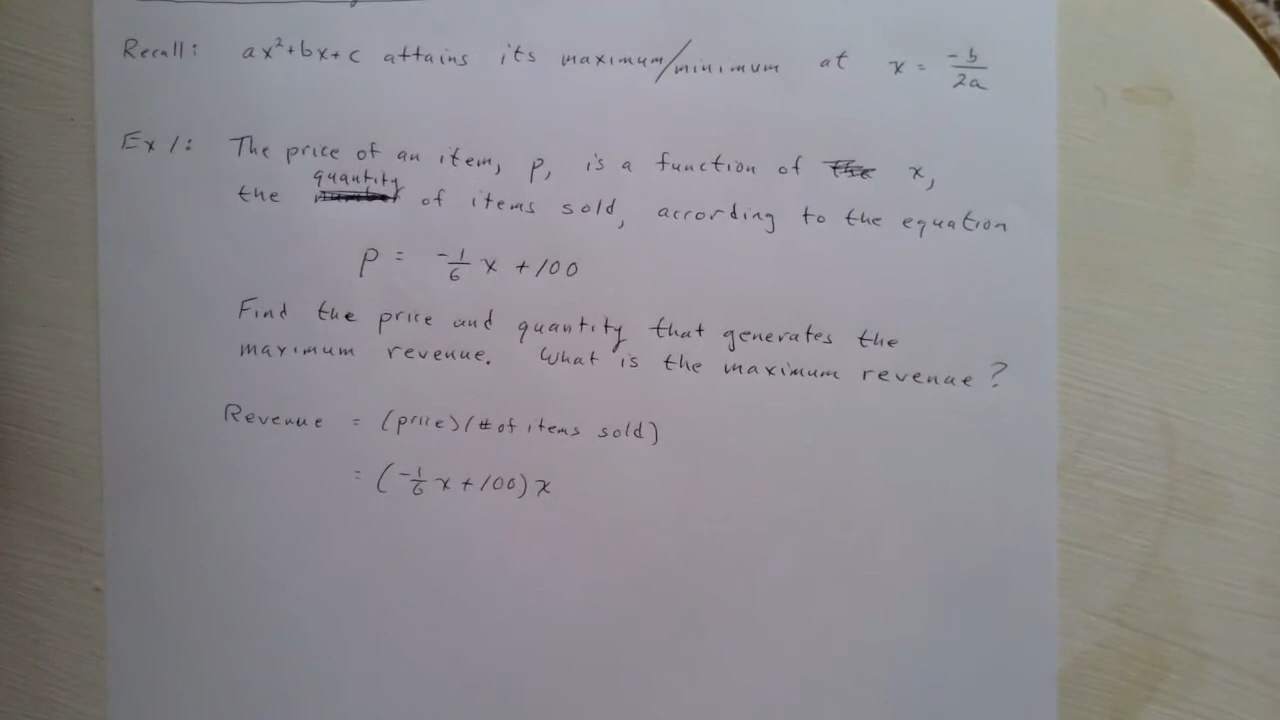 Recall: ax²+bx+c attains its maximum/minimum at x = -b/2a
Ex 1: The price of an item, p, is a function of x,
the quantity of items sold, according to the equation
p = -1/6 x + 100
Find the price and quantity that generates the
maximum revenue. What is the maximum revenue?
Revenue = (price)(# of items sold)
= (-1/6 x + 100) x